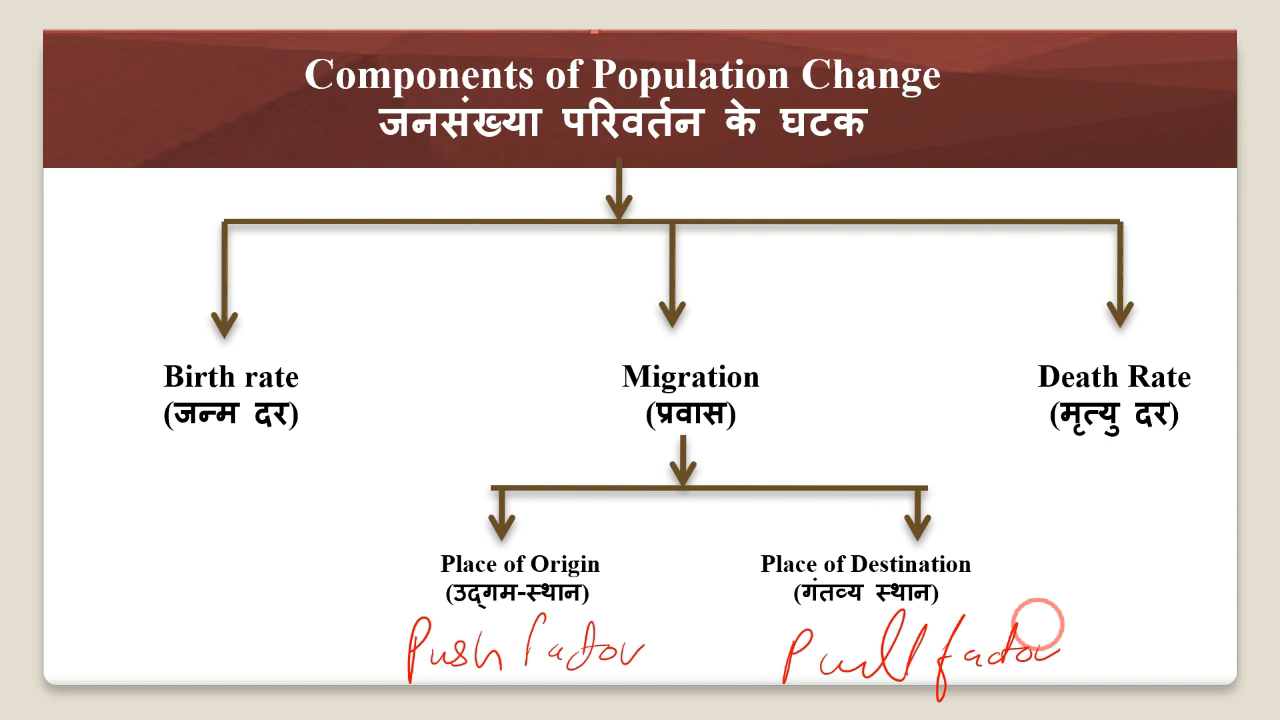 Components of Population Change
जनसंख्या परिवर्तन के घटक
Birth rate
(जन्म दर)
Migration
(प्रवास)
Death Rate
(मृत्यु दर)
Place of Origin
(उद्गम-स्थान)
Place of Destination
(गंतव्य स्थान)
Push factor
Pull factor